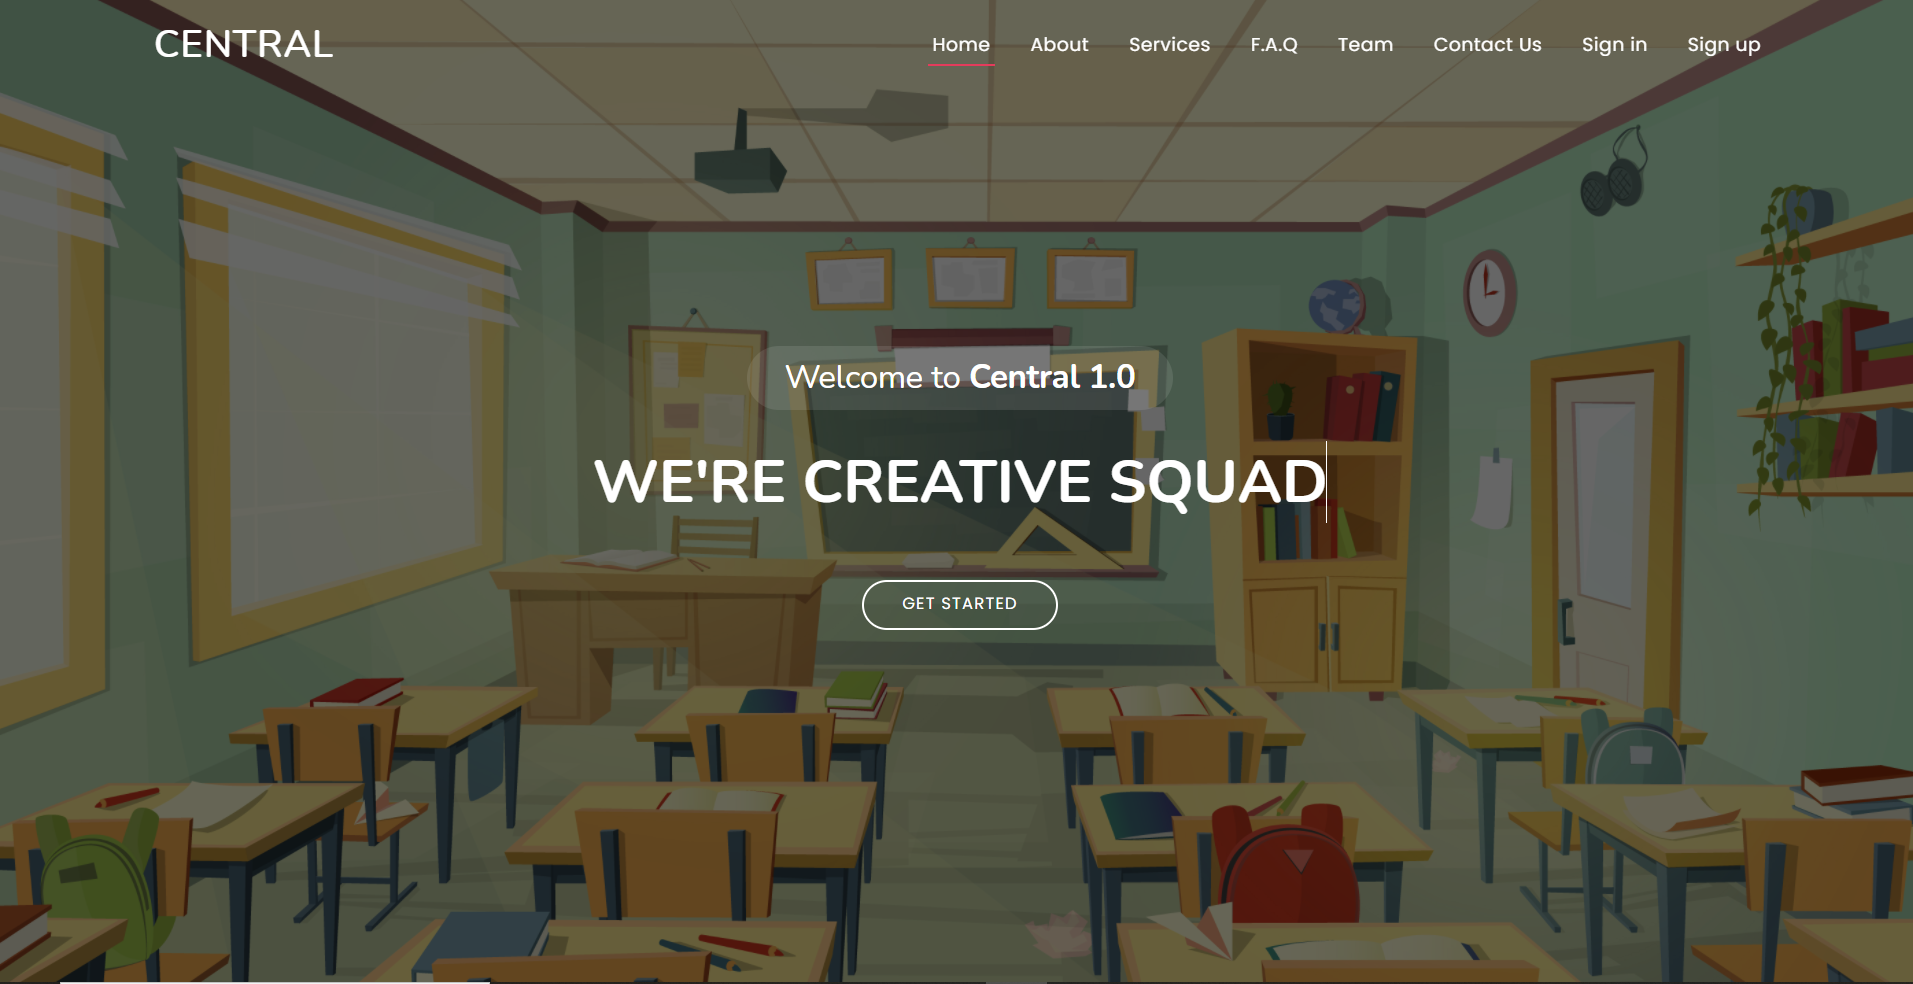 CENTRAL
Home About Services F.A.Q Team Contact Us Sign in Sign up
Welcome to Central 1.0
WE'RE CREATIVE SQUAD
GET STARTED